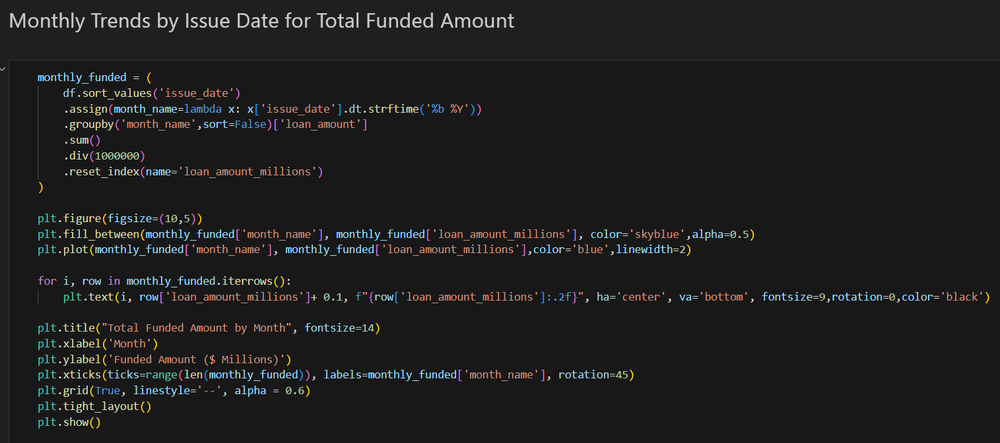 Monthly Trends by Issue Date for Total Funded Amount
monthly_funded = (
    df.sort_values('issue_date')
    .assign(month_name=lambda x: x['issue_date'].dt.strftime('%b %Y'))
    .groupby('month_name',sort=False)['loan_amount']
    .sum()
    .div(1000000)
    .reset_index(name='loan_amount_millions')
)
plt.figure(figsize=(10,5))
plt.fill_between(monthly_funded['month_name'], monthly_funded['loan_amount_millions'], color='skyblue',alpha=0.5)
plt.plot(monthly_funded['month_name'], monthly_funded['loan_amount_millions'],color='blue',linewidth=2)
for i, row in monthly_funded.iterrows():
    plt.text(i, row['loan_amount_millions']+ 0.1, f"{row['loan_amount_millions']:.2f}", ha='center', va='bottom', fontsize=9,rotation=0,color='black')
plt.title("Total Funded Amount by Month", fontsize=14)
plt.xlabel('Month')
plt.ylabel('Funded Amount ($ Millions)')
plt.xticks(ticks=range(len(monthly_funded)), labels=monthly_funded['month_name'], rotation=45)
plt.grid(True, linestyle='--', alpha = 0.6)
plt.tight_layout()
plt.show()